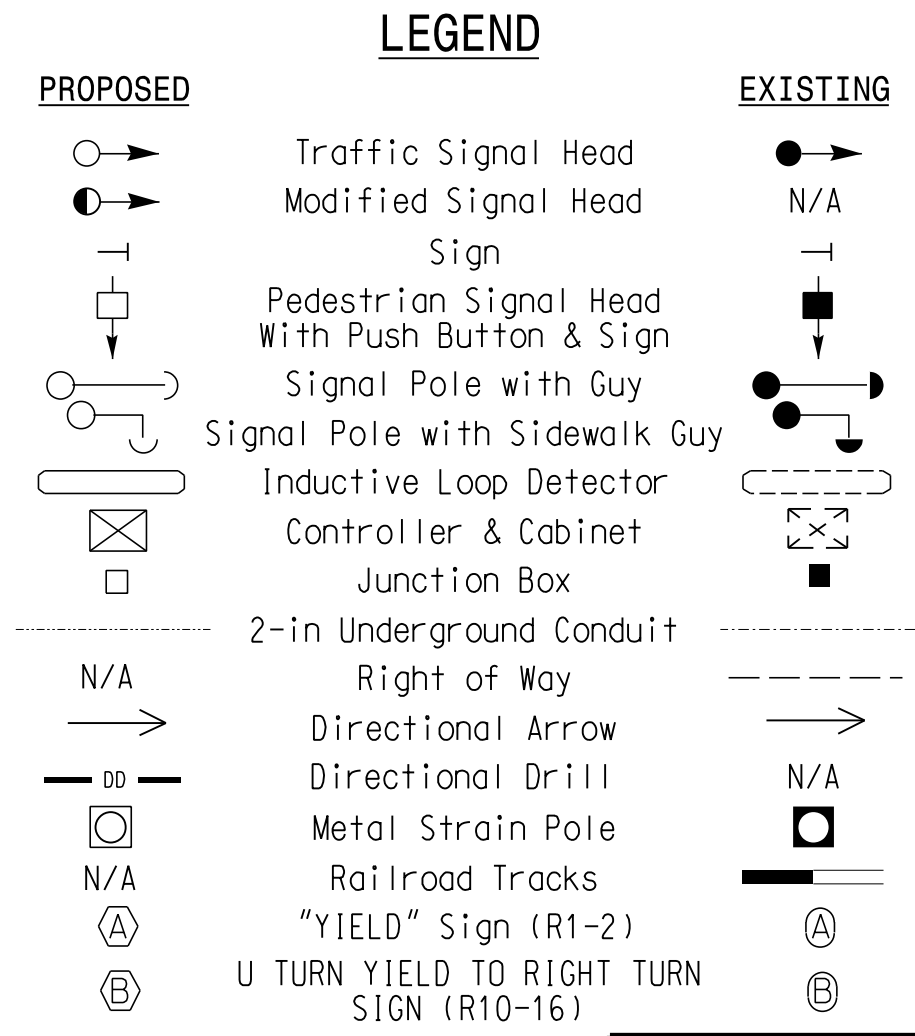 LEGEND
PROPOSED EXISTING
Traffic Signal Head
Modified Signal Head N/A
Sign
Pedestrian Signal Head
With Push Button & Sign
Signal Pole with Guy
Signal Pole with Sidewalk Guy
Inductive Loop Detector
Controller & Cabinet
Junction Box
2-in Underground Conduit
N/A Right of Way
Directional Arrow
DD Directional Drill N/A
Metal Strain Pole
N/A Railroad Tracks
A "YIELD" Sign (R1-2) A
U TURN YIELD TO RIGHT TURN
B SIGN (R10-16) B